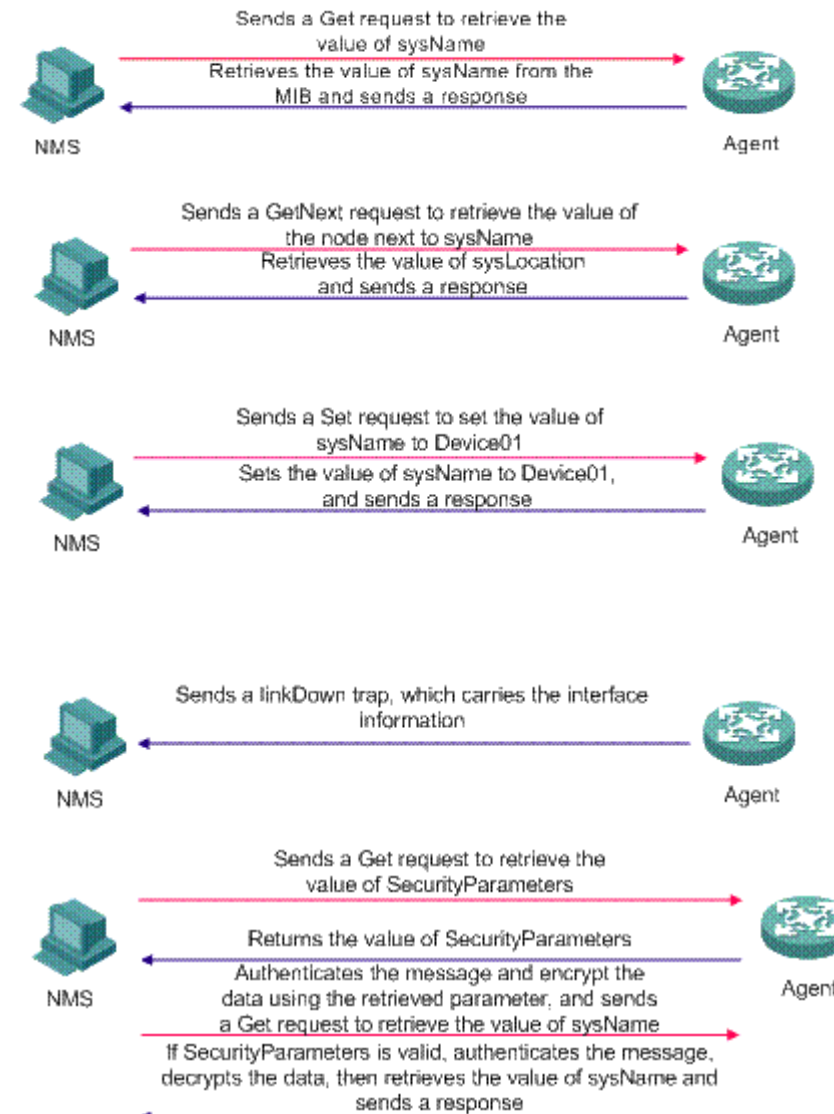 Sends a Get request to retrieve the
value of sysName
Retrieves the value of sysName from the
MIB and sends a response
NMS
Agent
Sends a GetNext request to retrieve the value of
the node next to sysName
Retrieves the value of sysLocation
and sends a response
NMS
Agent
Sends a Set request to set the value of
sysName to Device01
Sets the value of sysName to Device01,
and sends a response
NMS
Agent
Sends a linkDown trap, which carries the interface
information
NMS
Agent
Sends a Get request to retrieve the
value of SecurityParameters
Returns the value of SecurityParameters
Authenticates the message and encrypt the
data using the retrieved parameter, and sends
a Get request to retrieve the value of sysName
If SecurityParameters is valid, authenticates the message,
decrypts the data, then retrieves the value of sysName and
sends a response
NMS
Agent